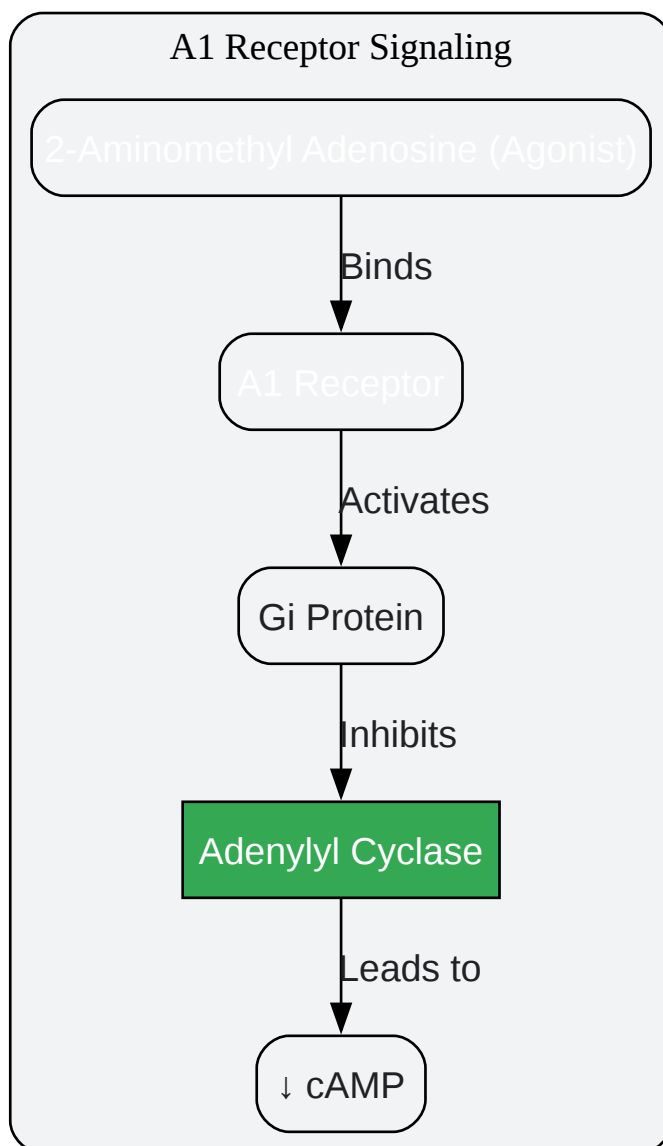 A1 Receptor Signaling
2-Aminomethyl Adenosine (Agonist)
Binds
A1 Receptor
Activates
Gi Protein
Inhibits
Adenylyl Cyclase
Leads to
↓ cAMP